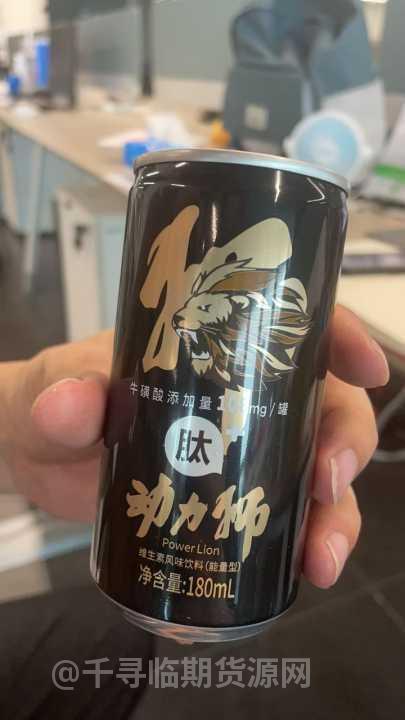 牛磺酸添加量 mg/罐
肽+
动力狮
Power Lion
维生素风味饮料(能量型)
净含量:180mL
@千寻临期货源网